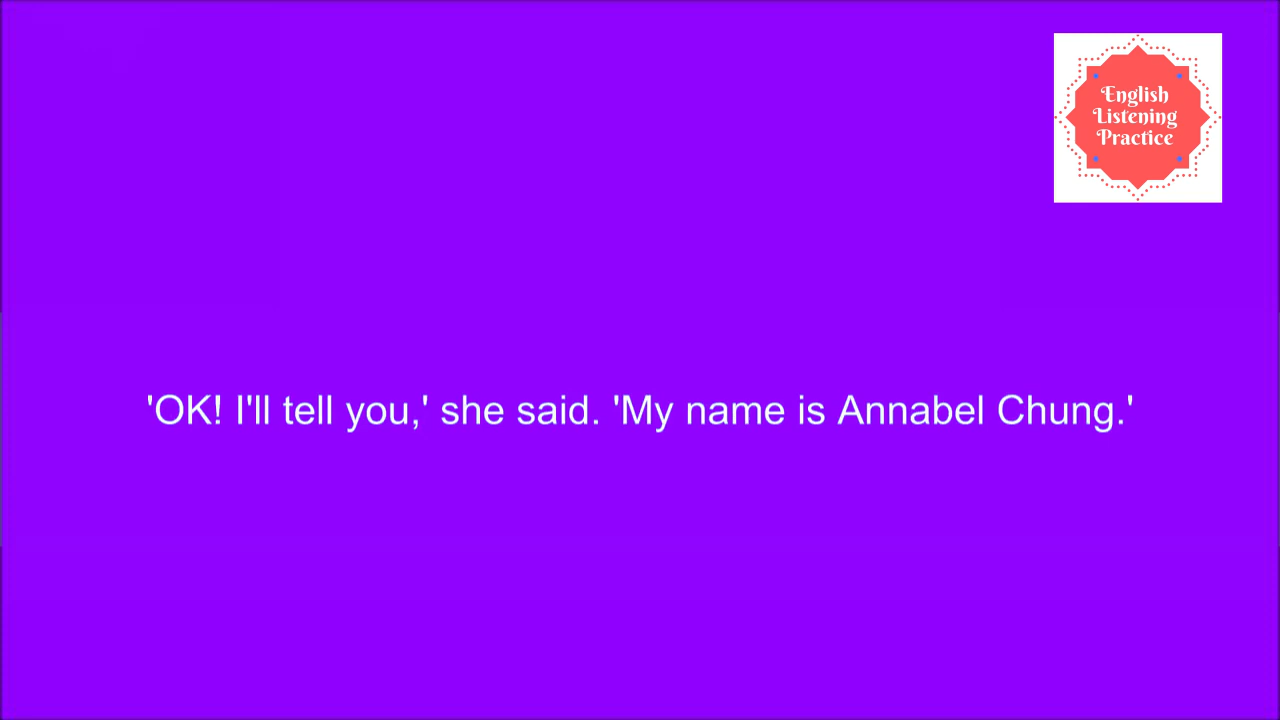 English
Listening
Practice
'OK! I'll tell you,' she said. 'My name is Annabel Chung.'